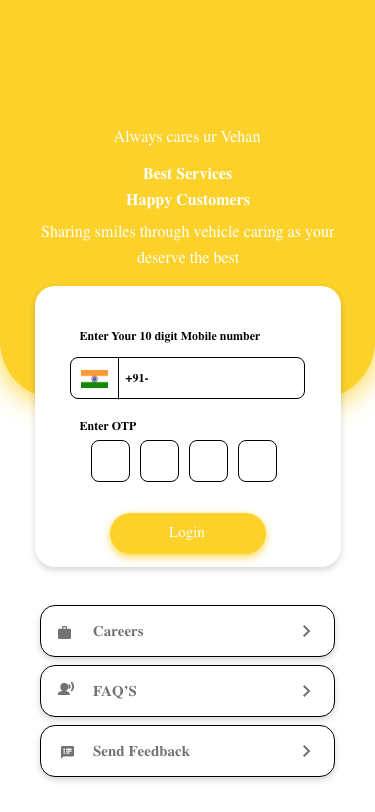 Always cares ur Vehan
Best Services
Happy Customers
Sharing smiles through vehicle caring as your
deserve the best
Enter Your 10 digit Mobile number
+91-
Enter OTP
Login
Careers
FAQ’S
Send Feedback